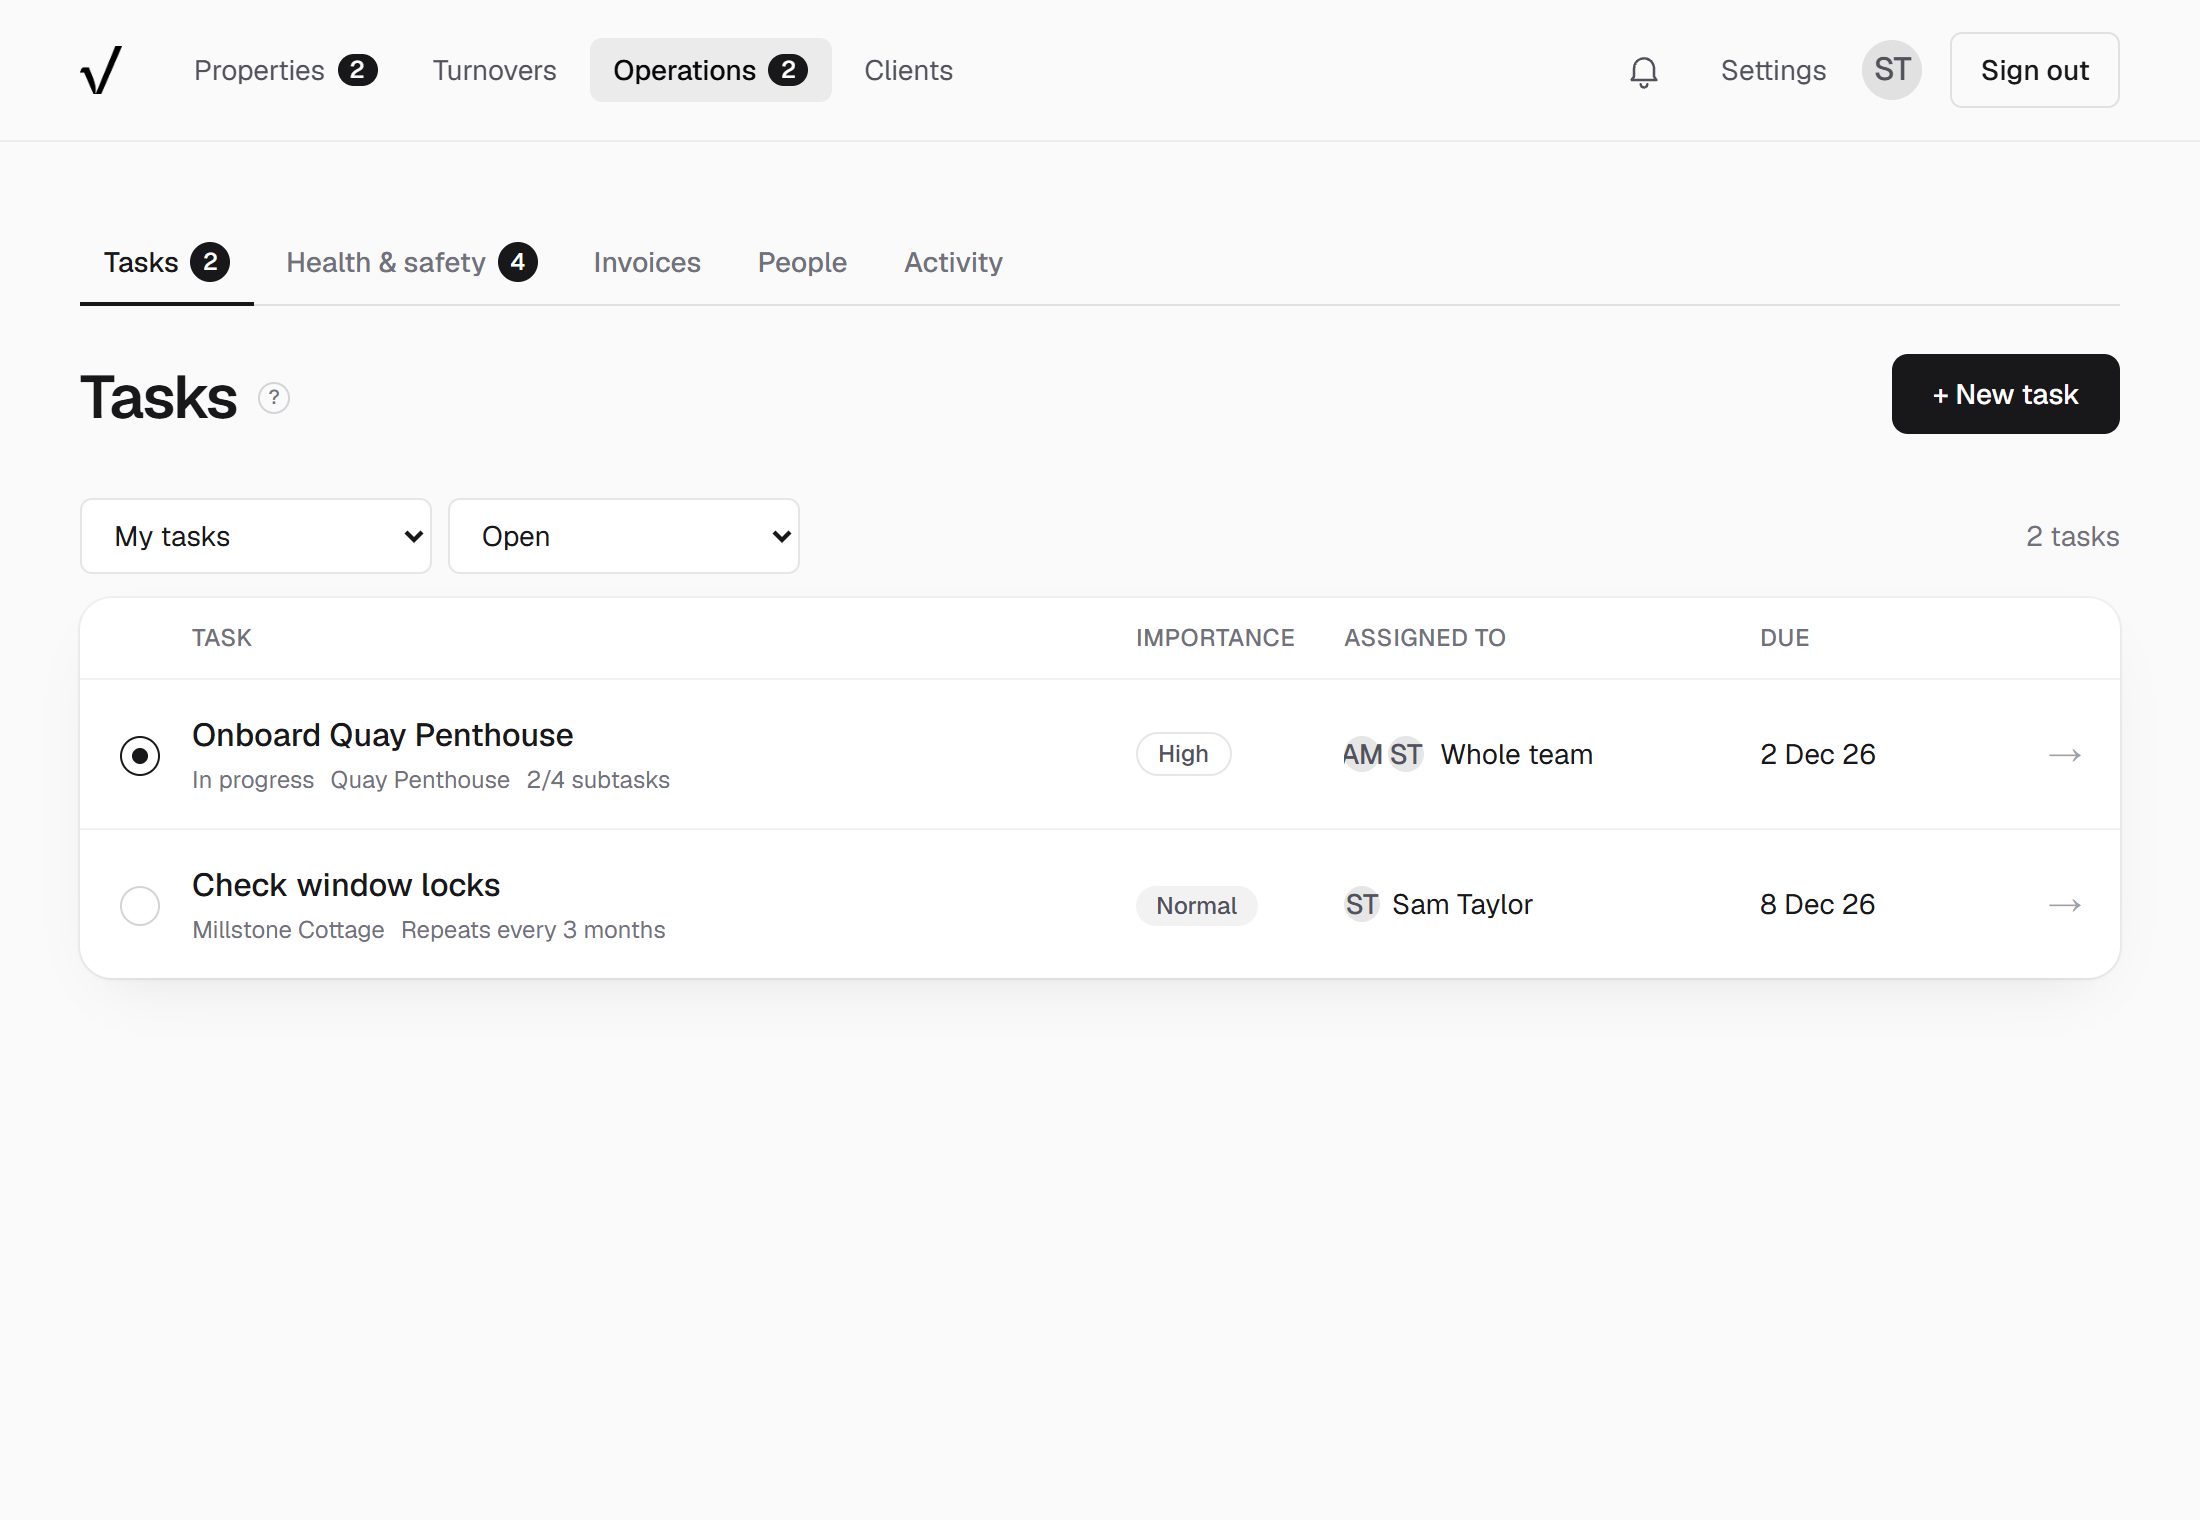 Properties 2 Turnovers Operations 2 Clients Settings ST Sign out
Tasks 2 Health & safety 4 Invoices People Activity
Tasks ? + New task
My tasks Open 2 tasks
TASK IMPORTANCE ASSIGNED TO DUE
Onboard Quay Penthouse High AM ST Whole team 2 Dec 26 →
In progress Quay Penthouse 2/4 subtasks
Check window locks Normal ST Sam Taylor 8 Dec 26 →
Millstone Cottage Repeats every 3 months